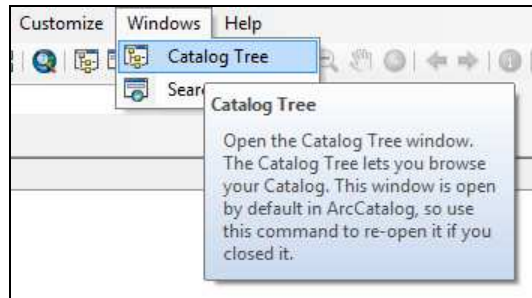 Customize Windows Help
Catalog Tree
Sear
Catalog Tree
Open the Catalog Tree window.
The Catalog Tree lets you browse
your Catalog. This window is open
by default in ArcCatalog, so use
this command to re-open it if you
closed it.